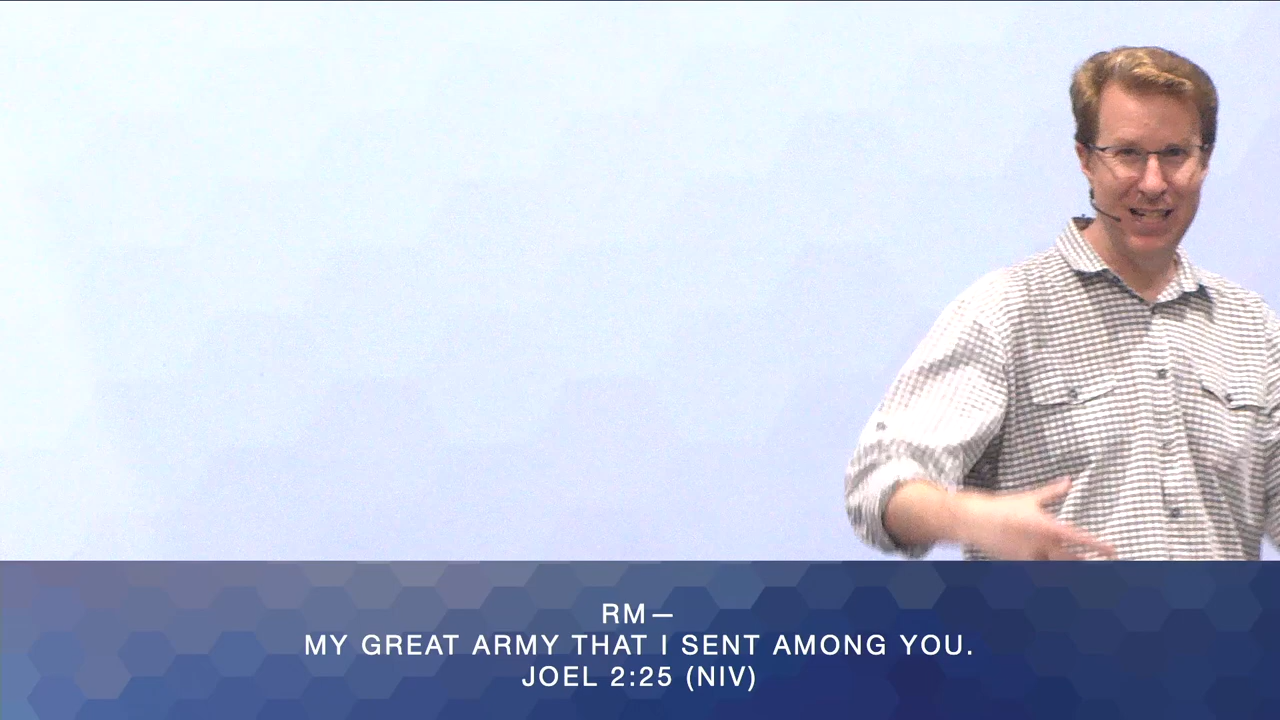 RM—
MY GREAT ARMY THAT I SENT AMONG YOU.
JOEL 2:25 (NIV)